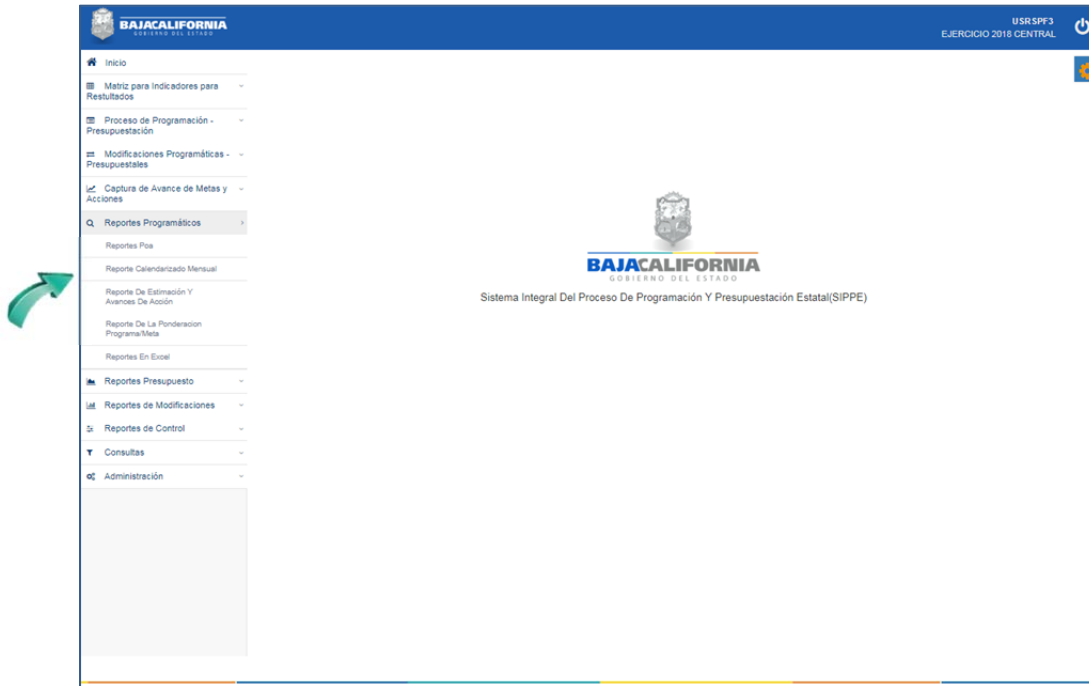 BAJACALIFORNIA
GOBIERNO DEL ESTADO
USRSPF3
EJERCICIO 2018 CENTRAL
Inicio
Matriz para Indicadores para
Restultados
Proceso de Programación -
Presupuestación
Modificaciones Programáticas -
Presupuestales
Captura de Avance de Metas y
Acciones
Reportes Programáticos
Reportes Poa
Reporte Calendarizado Mensual
Reporte De Estimación Y
Avances De Acción
Reporte De La Ponderacion
Programa/Meta
Reportes En Excel
Reportes Presupuesto
Reportes de Modificaciones
Reportes de Control
Consultas
Administración
BAJACALIFORNIA
GOBIERNO DEL ESTADO
Sistema Integral Del Proceso De Programación Y Presupuestación Estatal(SIPPE)